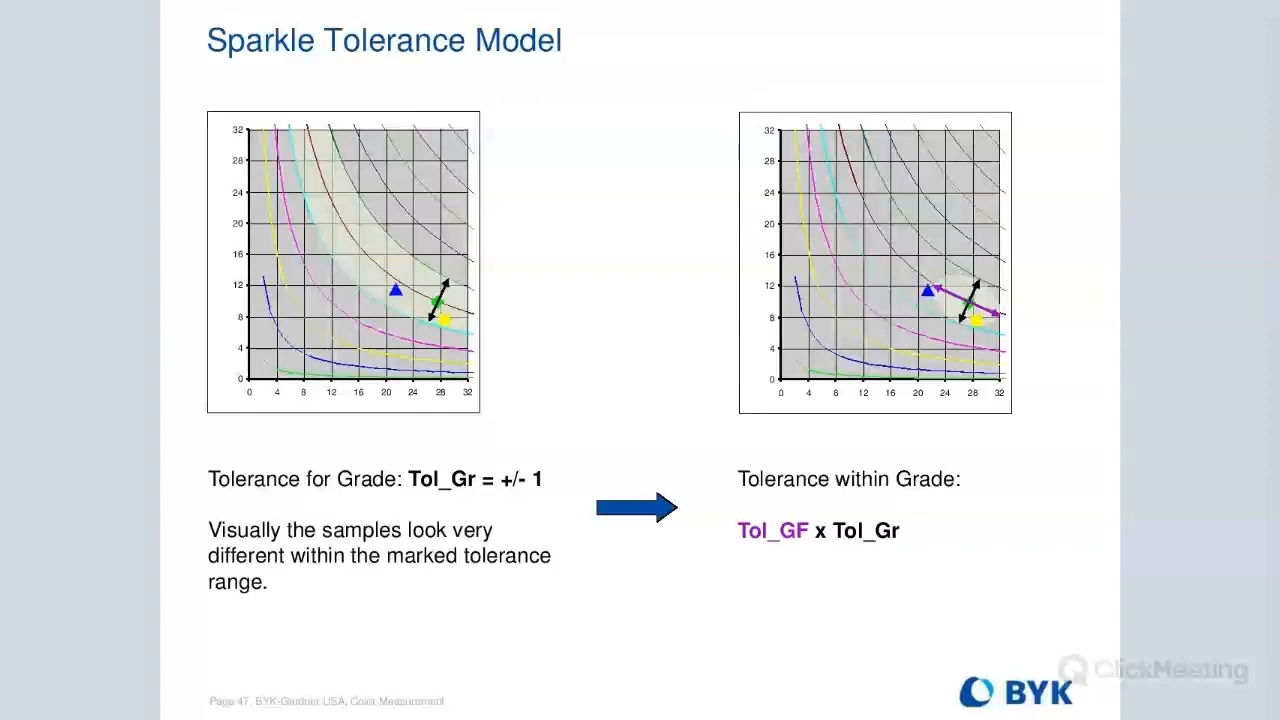 Sparkle Tolerance Model
32
28
24
20
16
12
8
4
0
0 4 8 12 16 20 24 28 32
32
28
24
20
16
12
8
4
0
0 4 8 12 16 20 24 28 32
Tolerance for Grade: Tol_Gr = +/- 1
Visually the samples look very
different within the marked tolerance
range.
Tolerance within Grade:
Tol_GF x Tol_Gr
Page 47, BYK-Gardner USA, Color Measurement
BYK
ClickMeeting